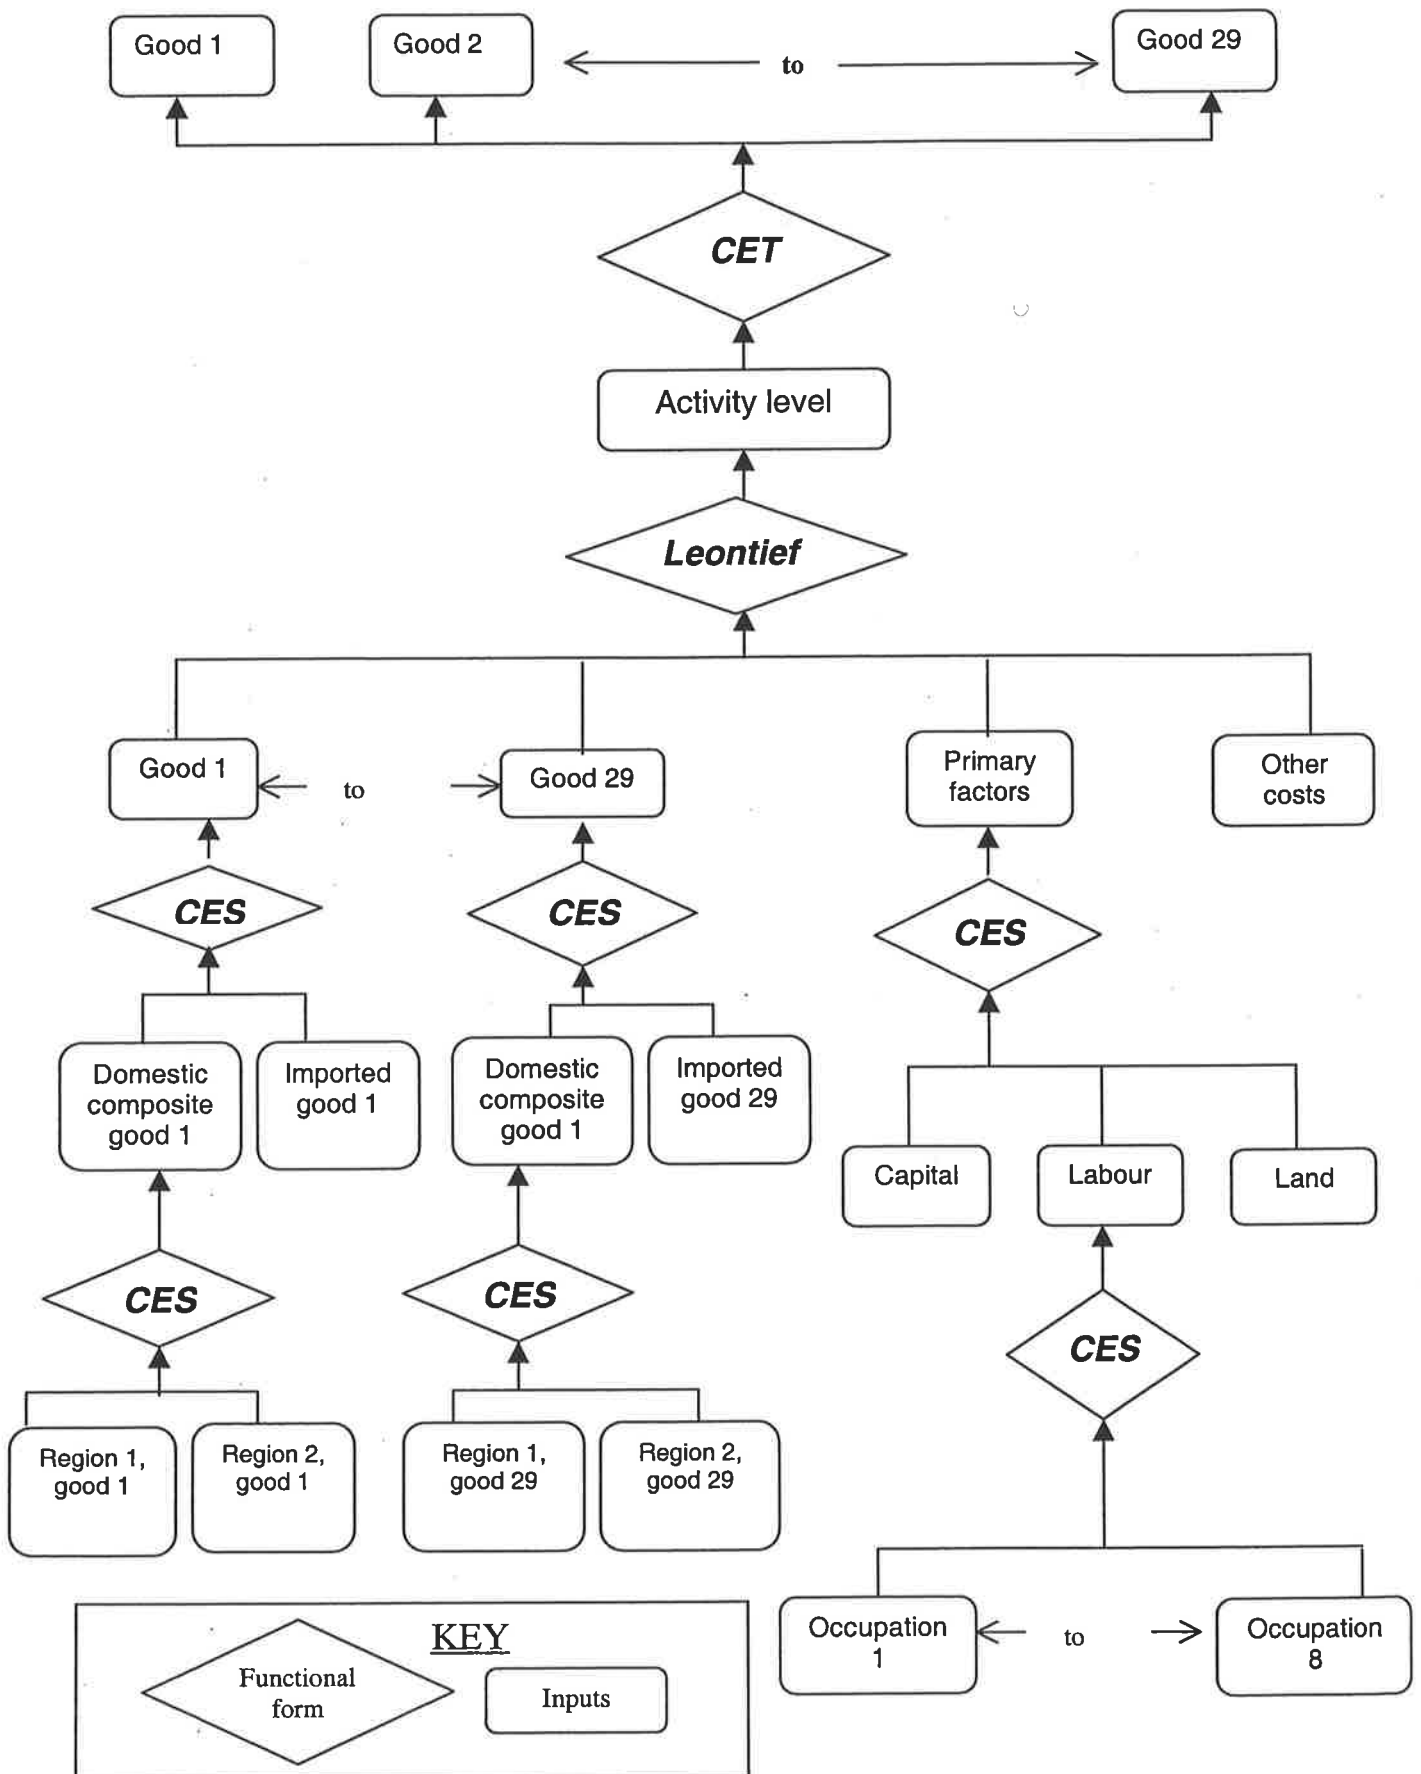 Good 1
Good 2
to
Good 29
CET
Activity level
Leontief
Good 1
to
Good 29
Primary
factors
Other
costs
CES
CES
CES
Domestic
composite
good 1
Imported
good 1
Domestic
composite
good 1
Imported
good 29
Capital
Labour
Land
CES
CES
CES
Region 1,
good 1
Region 2,
good 1
Region 1,
good 29
Region 2,
good 29
Occupation
1
to
Occupation
8
KEY
Functional
form
Inputs